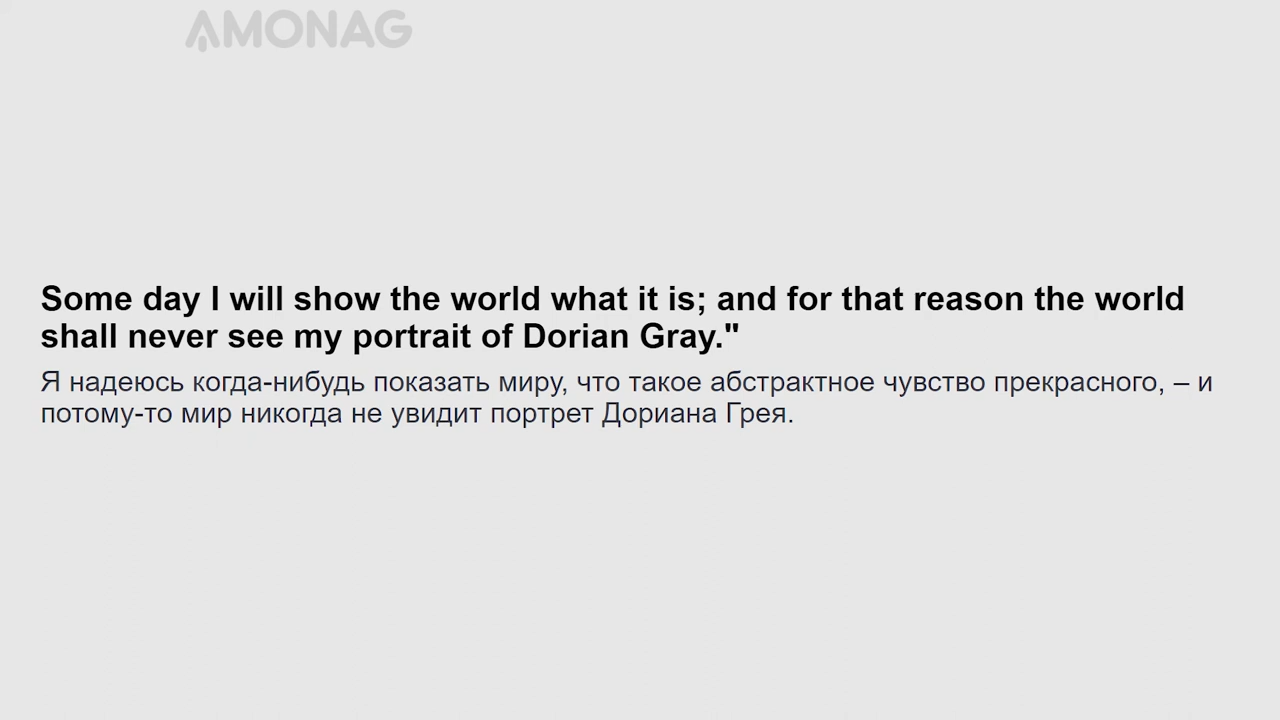 AMONAG
Some day I will show the world what it is; and for that reason the world
shall never see my portrait of Dorian Gray."
Я надеюсь когда-нибудь показать миру, что такое абстрактное чувство прекрасного, – и
потому-то мир никогда не увидит портрет Дориана Грея.